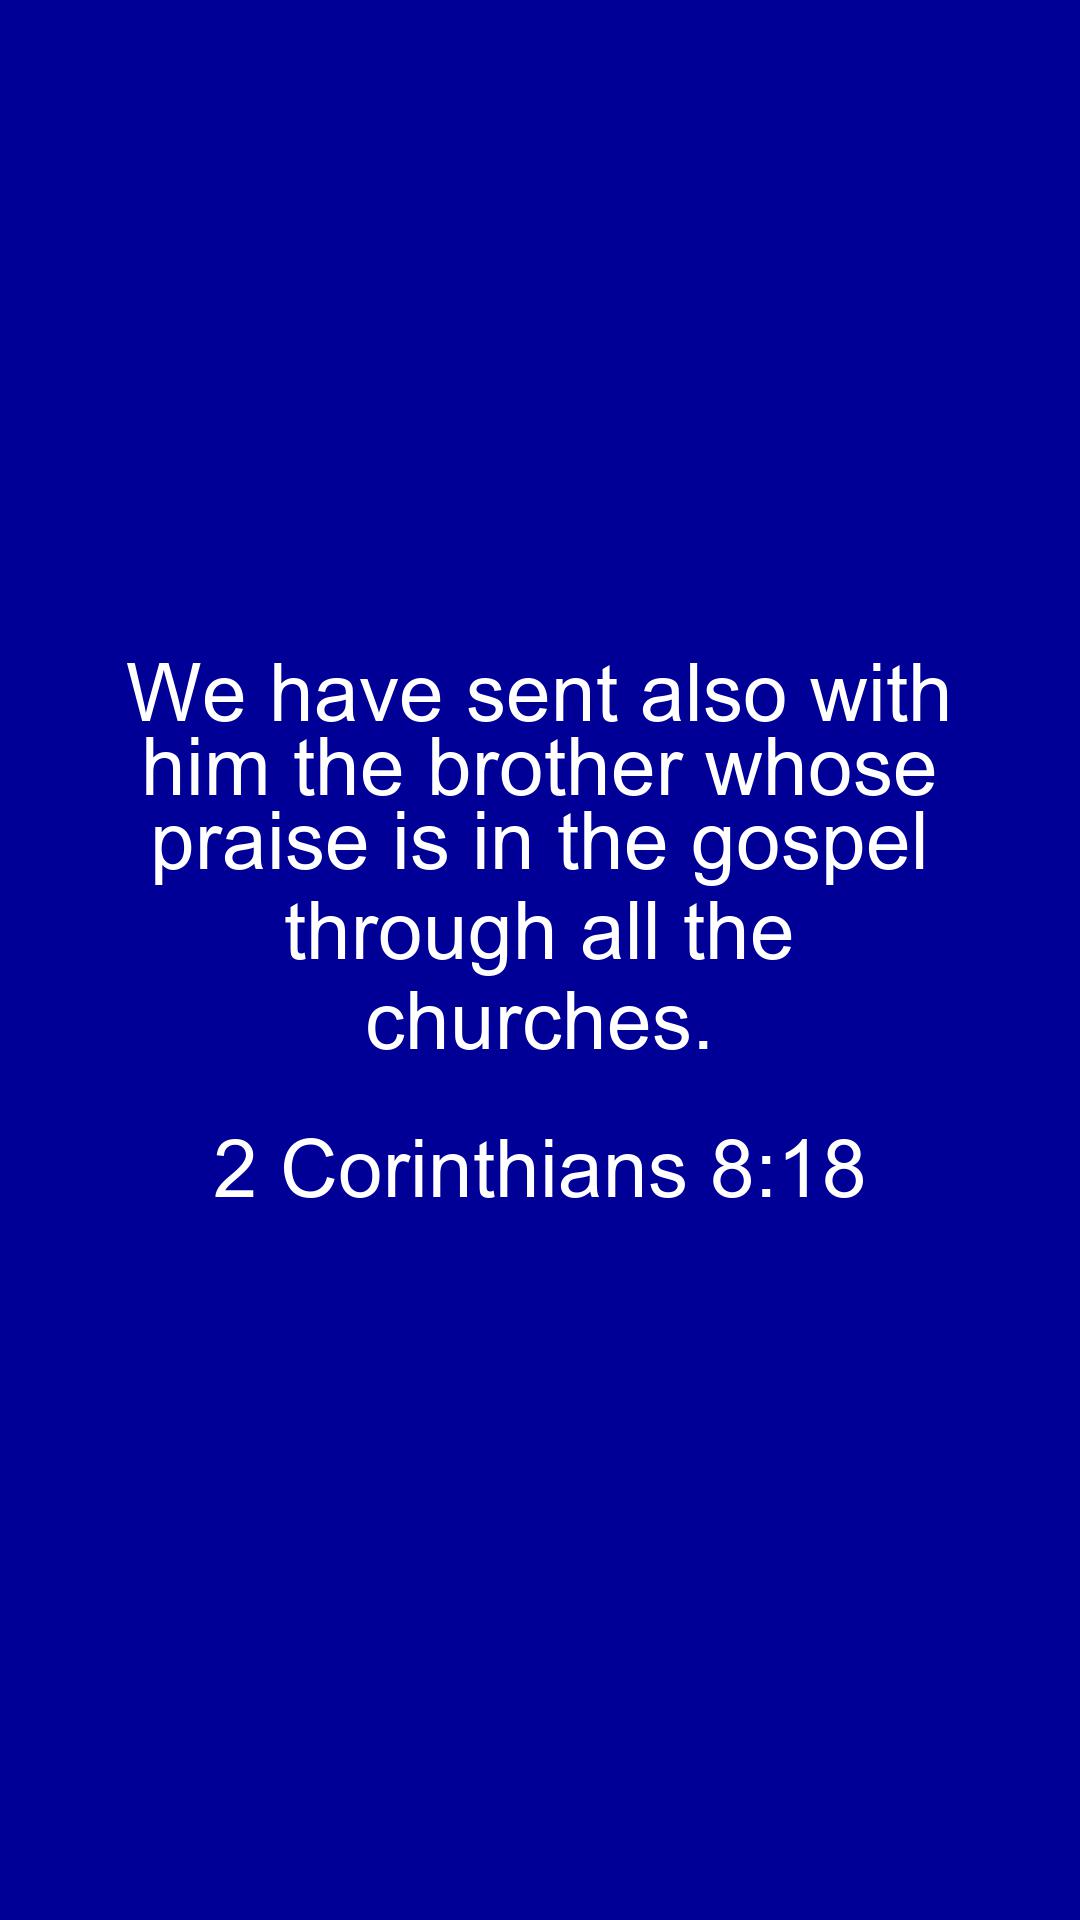 We have sent also with
him the brother whose
praise is in the gospel
through all the
churches.
2 Corinthians 8:18